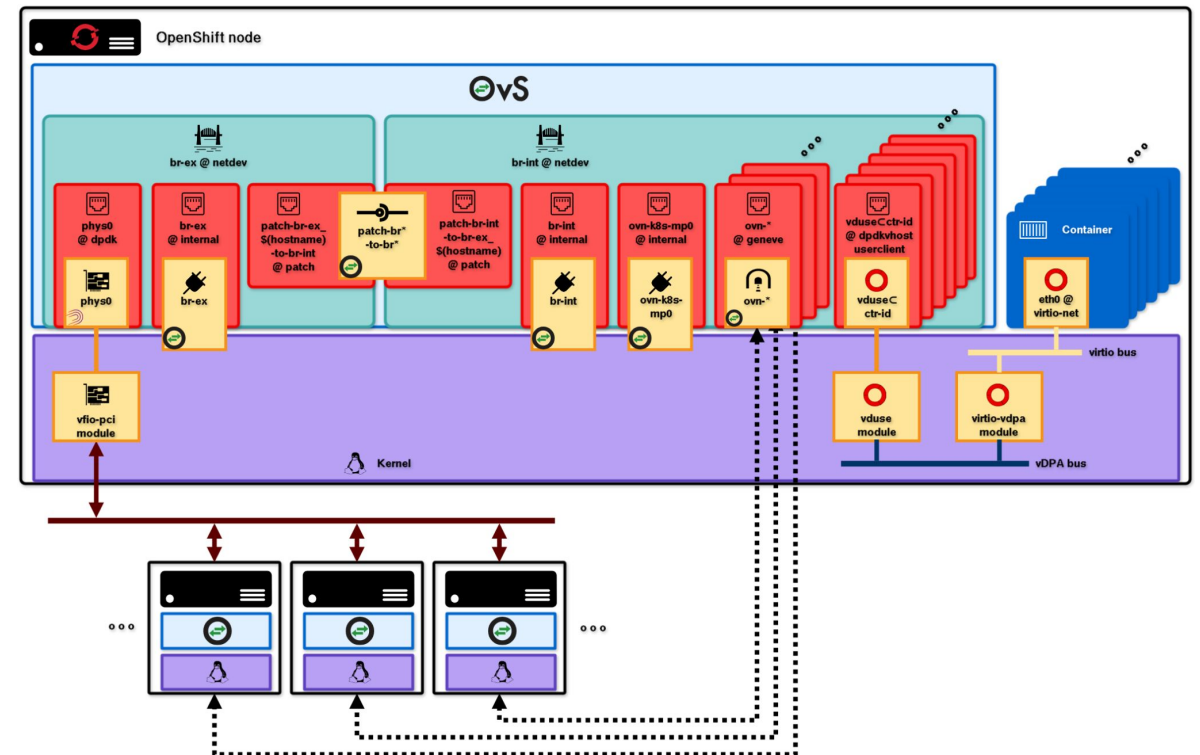 OpenShift node
OvS
br-ex @ netdev
br-int @ netdev
phys0
@ dpdk
br-ex
@ internal
patch-br-ex_
$(hostname)
-to-br-int
@ patch
patch-br*
-to-br*
patch-br-int
-to-br-ex_
$(hostname)
@ patch
br-int
@ internal
ovn-k8s-mp0
@ internal
ovn-*
@ geneve
vduse⊂ctr-id
@ dpdkvhost
userclient
Container
phys0
br-ex
br-int
ovn-k8s-
mp0
ovn-*
vduse⊂
ctr-id
eth0 @
virtio-net
virtio bus
vfio-pci
module
vduse
module
virtio-vdpa
module
Kernel
vDPA bus